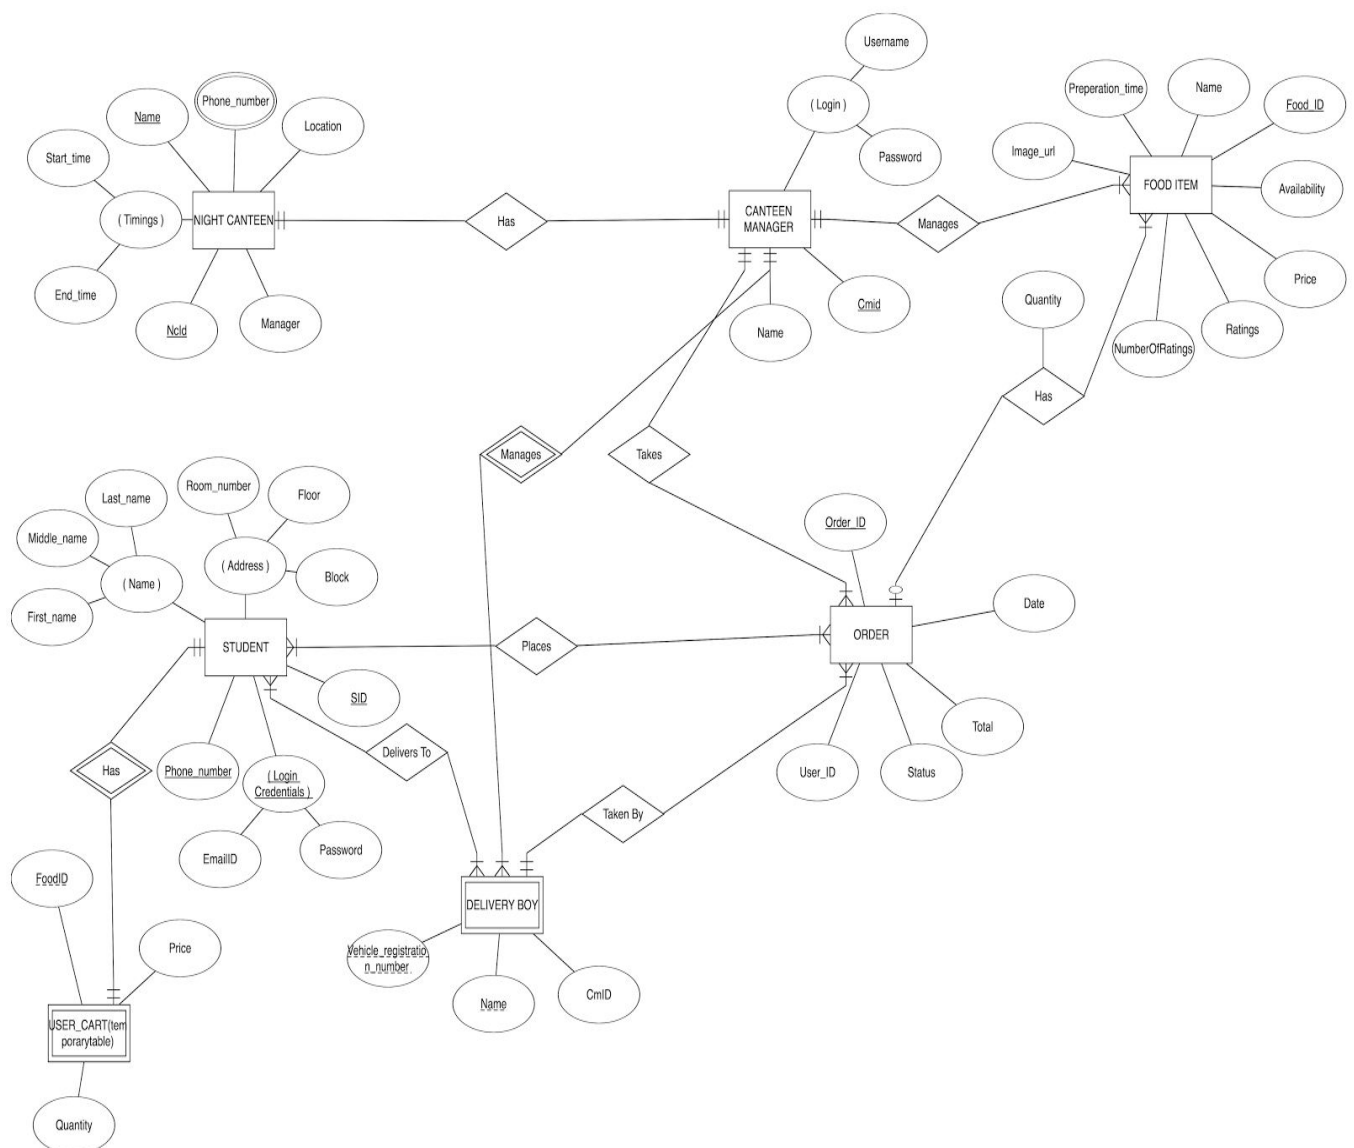 Username
Phone_number
Name
Location
Start_time
( Timings )
NIGHT CANTEEN
End_time
NcId
Manager
Has
( Login )
Password
CANTEEN
MANAGER
Name
Cmid
Manages
Preperation_time
Name
Food_ID
Image_url
FOOD ITEM
Availability
Price
Ratings
NumberOfRatings
Quantity
Has
Manages
Takes
Order_ID
Date
ORDER
Total
Status
User_ID
Places
Room_number
Floor
( Address )
Block
Last_name
Middle_name
( Name )
First_name
STUDENT
SID
Phone_number
( Login
Credentials )
EmailID
Password
Delivers To
Taken By
Has
FoodID
Price
USER_CART(tem
porarytable)
Quantity
DELIVERY BOY
Vehicle_registratio
n_number
Name
CmID